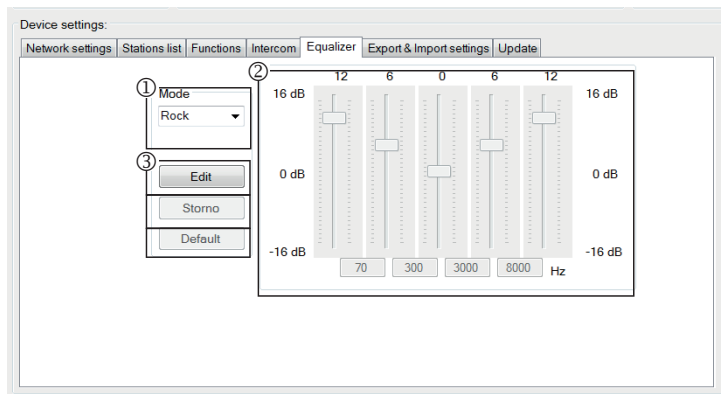 Device settings:
Network settings Stations list Functions Intercom Equalizer Export & Import settings Update
① Mode
Rock
② 12 6 0 6 12
16 dB 16 dB
0 dB 0 dB
-16 dB -16 dB
70 300 3000 8000 Hz
③ Edit
Storno
Default